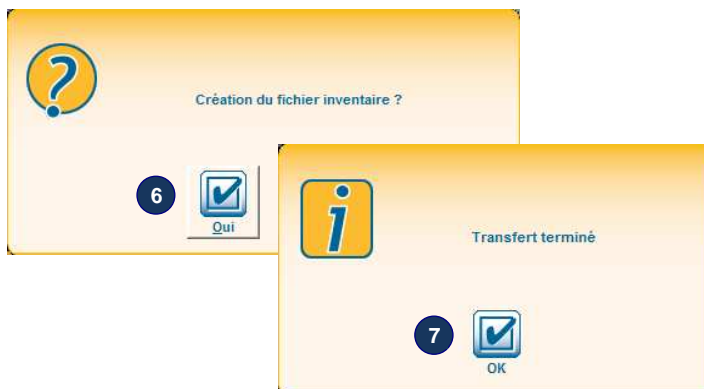 Création du fichier inventaire ?
6
Oui
Transfert terminé
7
OK